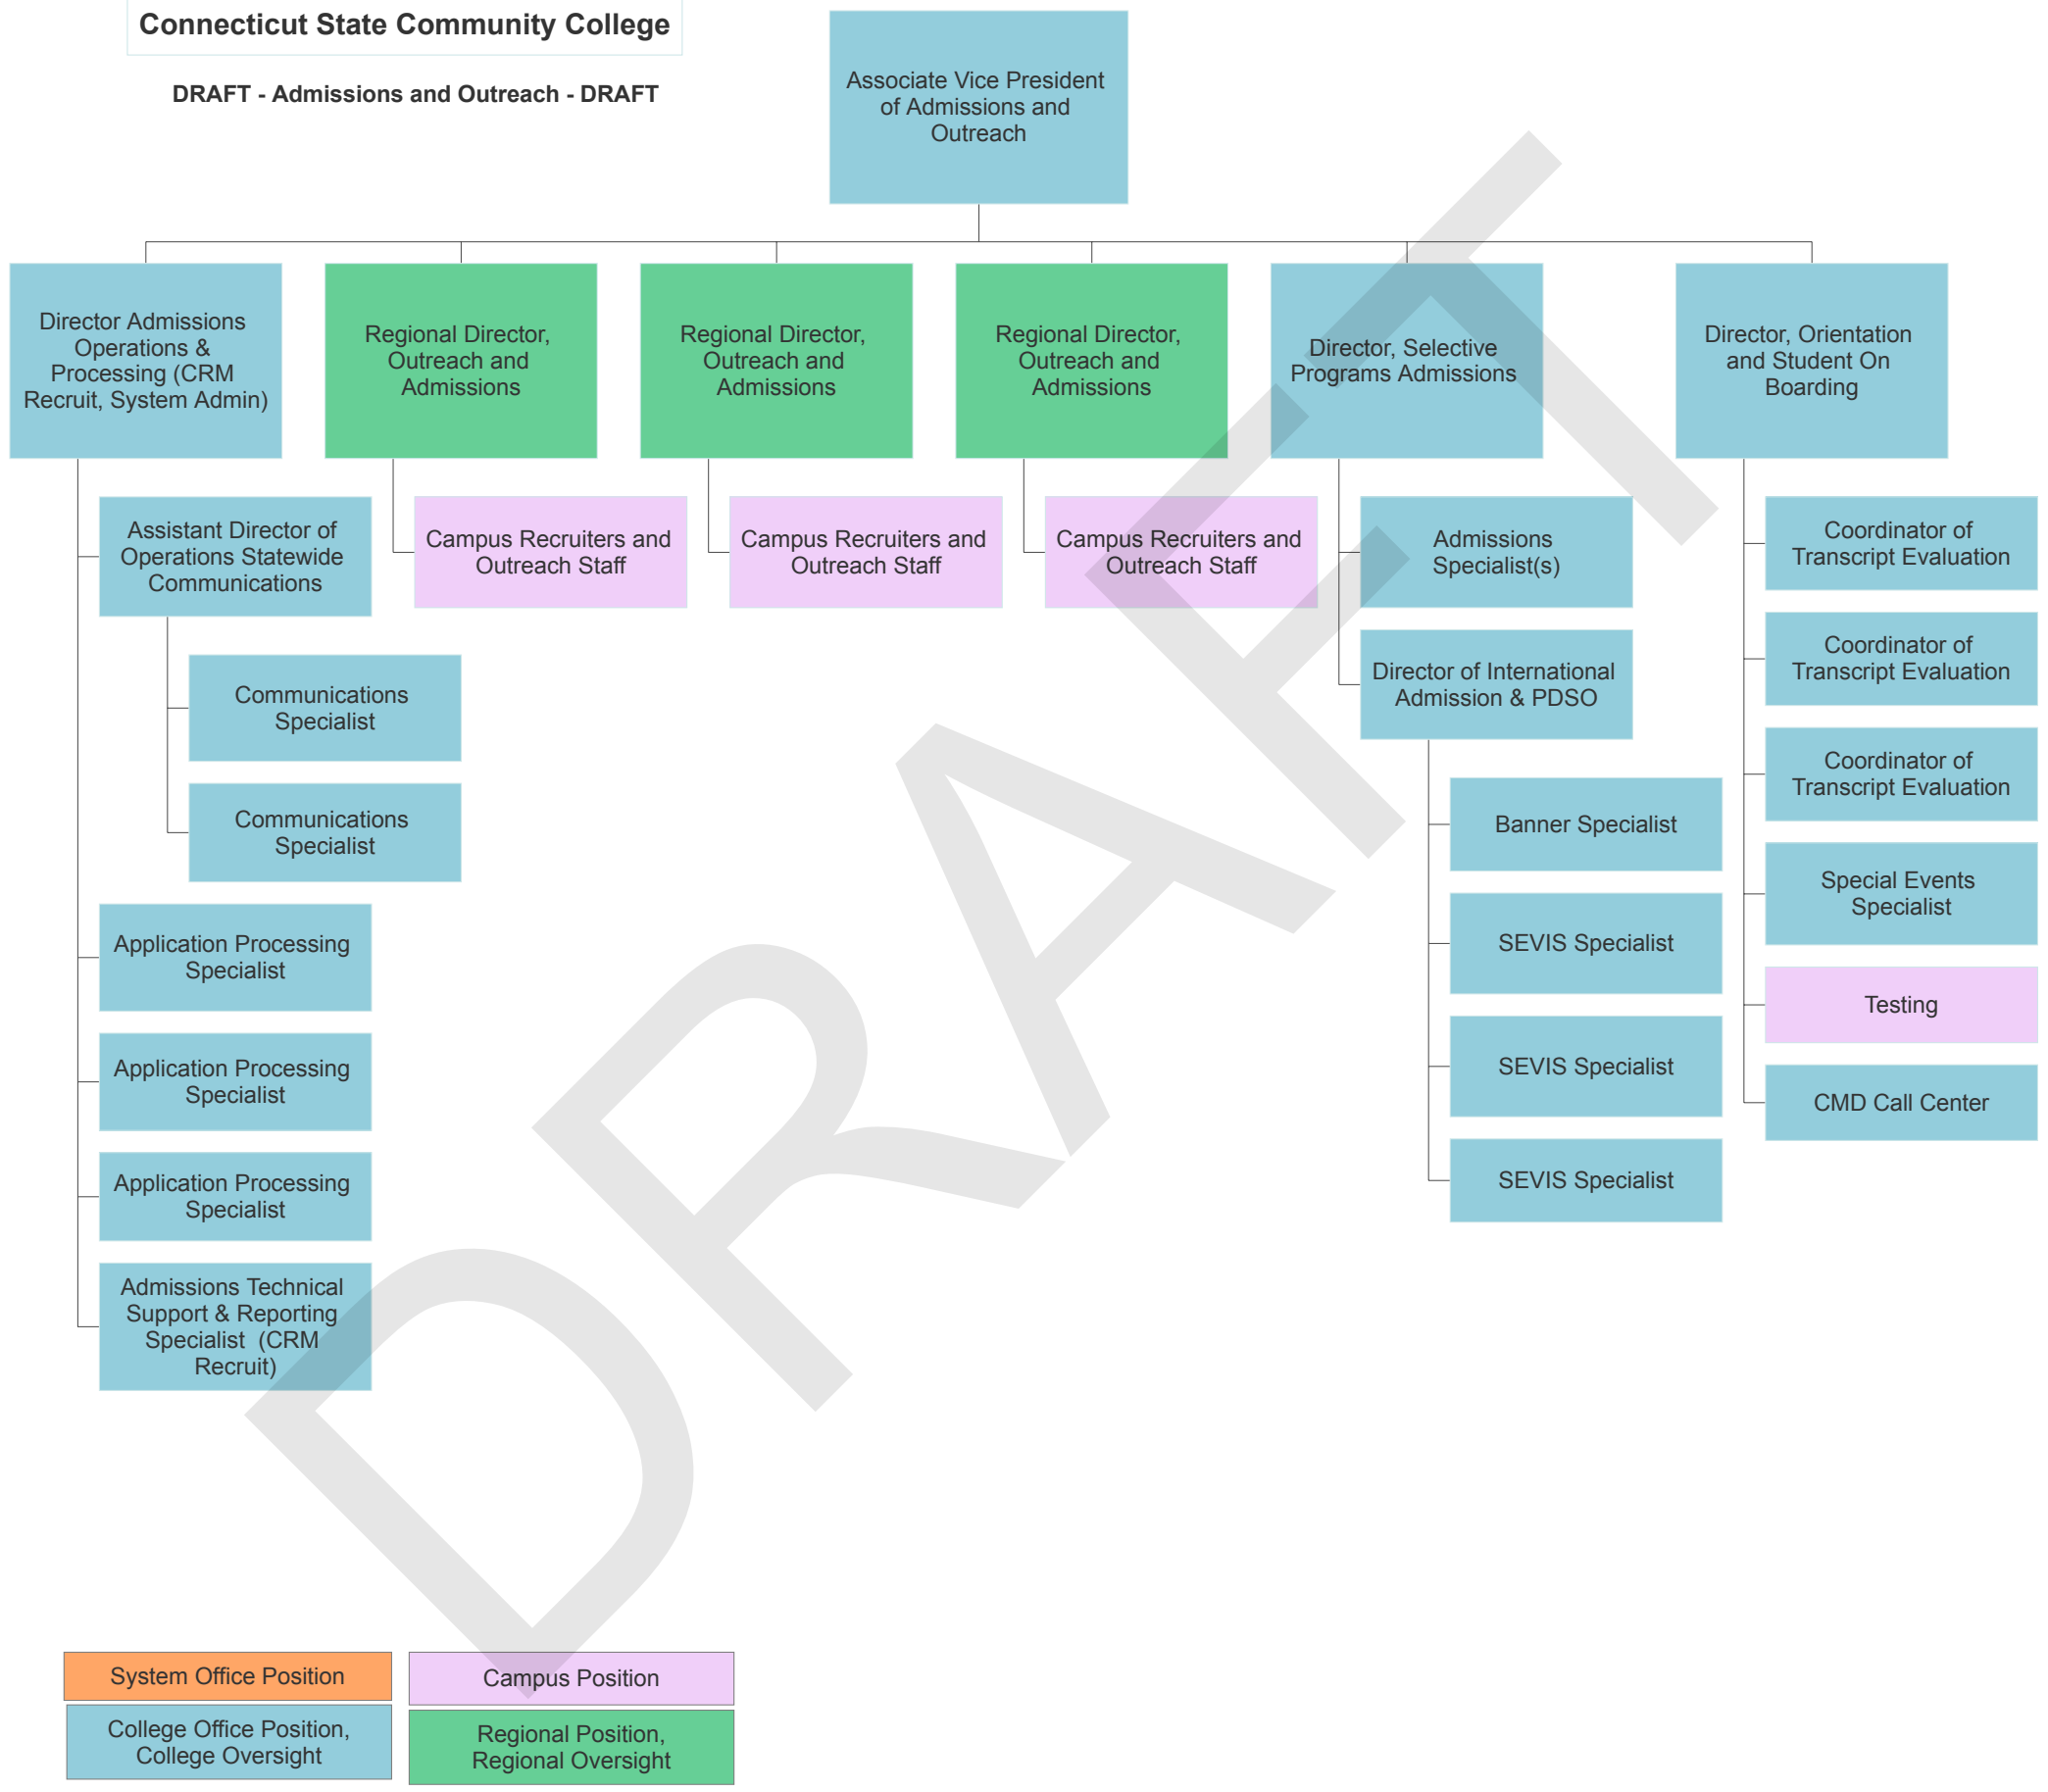 Connecticut State Community College
DRAFT - Admissions and Outreach - DRAFT
Associate Vice President
of Admissions and
Outreach
Director Admissions
Operations &
Processing (CRM
Recruit, System Admin)
Regional Director,
Outreach and
Admissions
Regional Director,
Outreach and
Admissions
Regional Director,
Outreach and
Admissions
Director, Selective
Programs Admissions
Director, Orientation
and Student On
Boarding
Assistant Director of
Operations Statewide
Communications
Communications
Specialist
Communications
Specialist
Application Processing
Specialist
Application Processing
Specialist
Application Processing
Specialist
Admissions Technical
Support & Reporting
Specialist (CRM
Recruit)
Campus Recruiters and
Outreach Staff
Campus Recruiters and
Outreach Staff
Campus Recruiters and
Outreach Staff
Admissions
Specialist(s)
Director of International
Admission & PDSO
Banner Specialist
SEVIS Specialist
SEVIS Specialist
SEVIS Specialist
Coordinator of
Transcript Evaluation
Coordinator of
Transcript Evaluation
Coordinator of
Transcript Evaluation
Special Events
Specialist
Testing
CMD Call Center
DRAFT
System Office Position
Campus Position
College Office Position,
College Oversight
Regional Position,
Regional Oversight